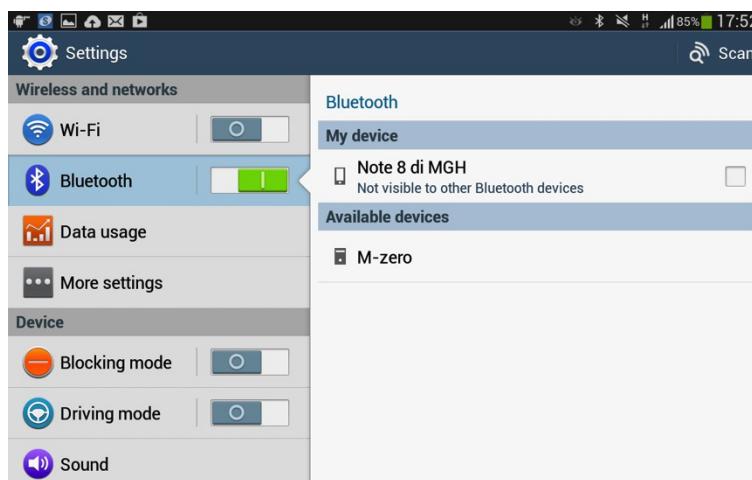 H 85% 17:52
Settings
Scan
Wireless and networks
Wi-Fi
Bluetooth
Data usage
More settings
Device
Blocking mode
Driving mode
Sound
Bluetooth
My device
Note 8 di MGH
Not visible to other Bluetooth devices
Available devices
M-zero